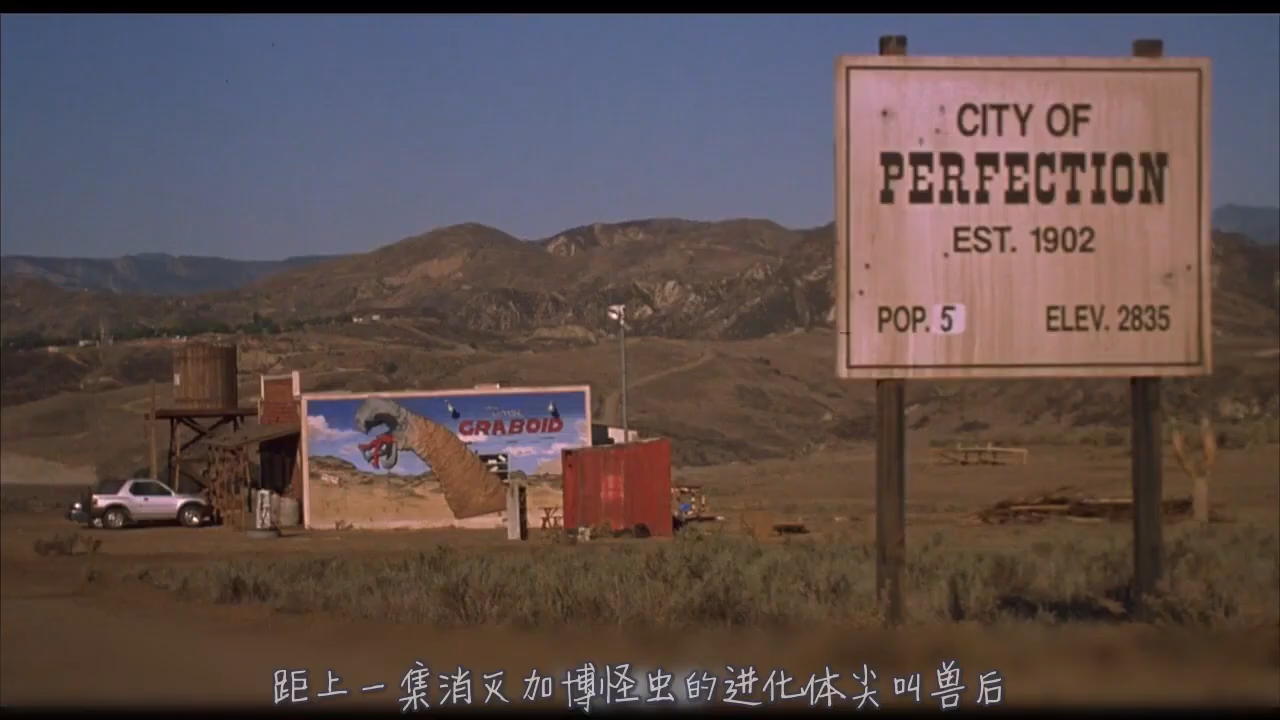 CITY OF
PERFECTION
EST. 1902
POP. 5 ELEV. 2835
GRABOID
距上一集消灭加博怪虫的进化体尖叫兽后